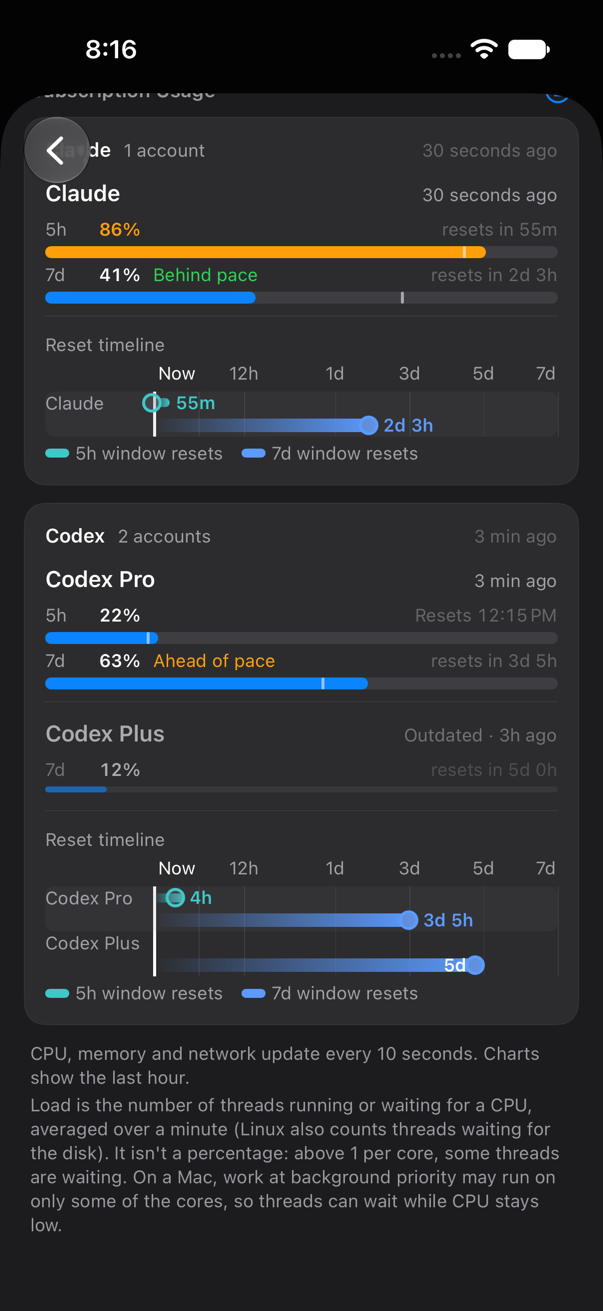 8:16
Subscription Usage
de 1 account 30 seconds ago
Claude 30 seconds ago
5h 86% resets in 55m
7d 41% Behind pace resets in 2d 3h
Reset timeline
Now 12h 1d 3d 5d 7d
Claude 55m
2d 3h
5h window resets 7d window resets
Codex 2 accounts 3 min ago
Codex Pro 3 min ago
5h 22% Resets 12:15 PM
7d 63% Ahead of pace resets in 3d 5h
Codex Plus Outdated · 3h ago
7d 12% resets in 5d 0h
Reset timeline
Now 12h 1d 3d 5d 7d
Codex Pro 4h
3d 5h
Codex Plus
5d
5h window resets 7d window resets
CPU, memory and network update every 10 seconds. Charts
show the last hour.
Load is the number of threads running or waiting for a CPU,
averaged over a minute (Linux also counts threads waiting for
the disk). It isn't a percentage: above 1 per core, some threads
are waiting. On a Mac, work at background priority may run on
only some of the cores, so threads can wait while CPU stays
low.